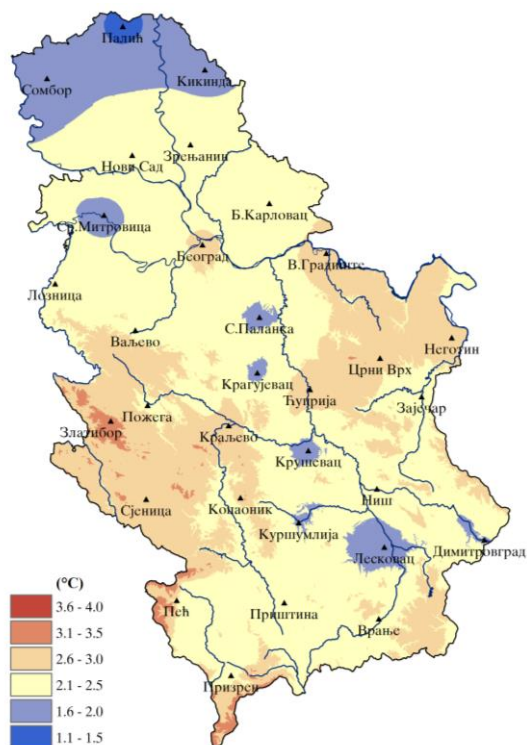 Палић
Сомбор
Кикинда
Зрењанин
Нови Сад
Б.Карловац
Ср.Митровица
Београд
В.Градиште
Лозница
С.Паланка
Ваљево
Неготин
Црни Врх
Крагујевац
Ћуприја
Зајечар
Пожега
Златибор
Краљево
Крушевац
Ниш
Сјеница
Копаоник
Куршумлија
Димитровград
Лесковац
(°C)
3.6 - 4.0
3.1 - 3.5
2.6 - 3.0
2.1 - 2.5
1.6 - 2.0
1.1 - 1.5
Пећ
Приштина
Врање
Призрен